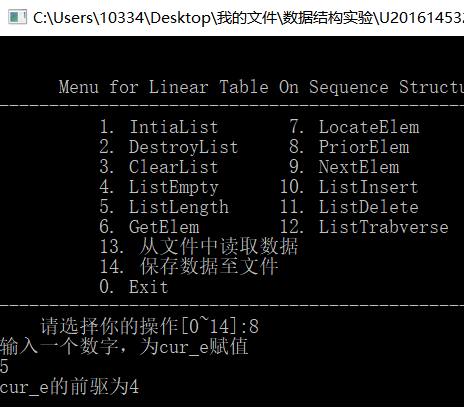 C:\Users\10334\Desktop\我的文件\数据结构实验\U20161453
Menu for Linear Table On Sequence Structu
1. IntiaList 7. LocateElem
2. DestroyList 8. PriorElem
3. ClearList 9. NextElem
4. ListEmpty 10. ListInsert
5. ListLength 11. ListDelete
6. GetElem 12. ListTrabverse
13. 从文件中读取数据
14. 保存数据至文件
0. Exit
请选择你的操作[0~14]:8
输入一个数字，为cur_e赋值
5
cur_e的前驱为4